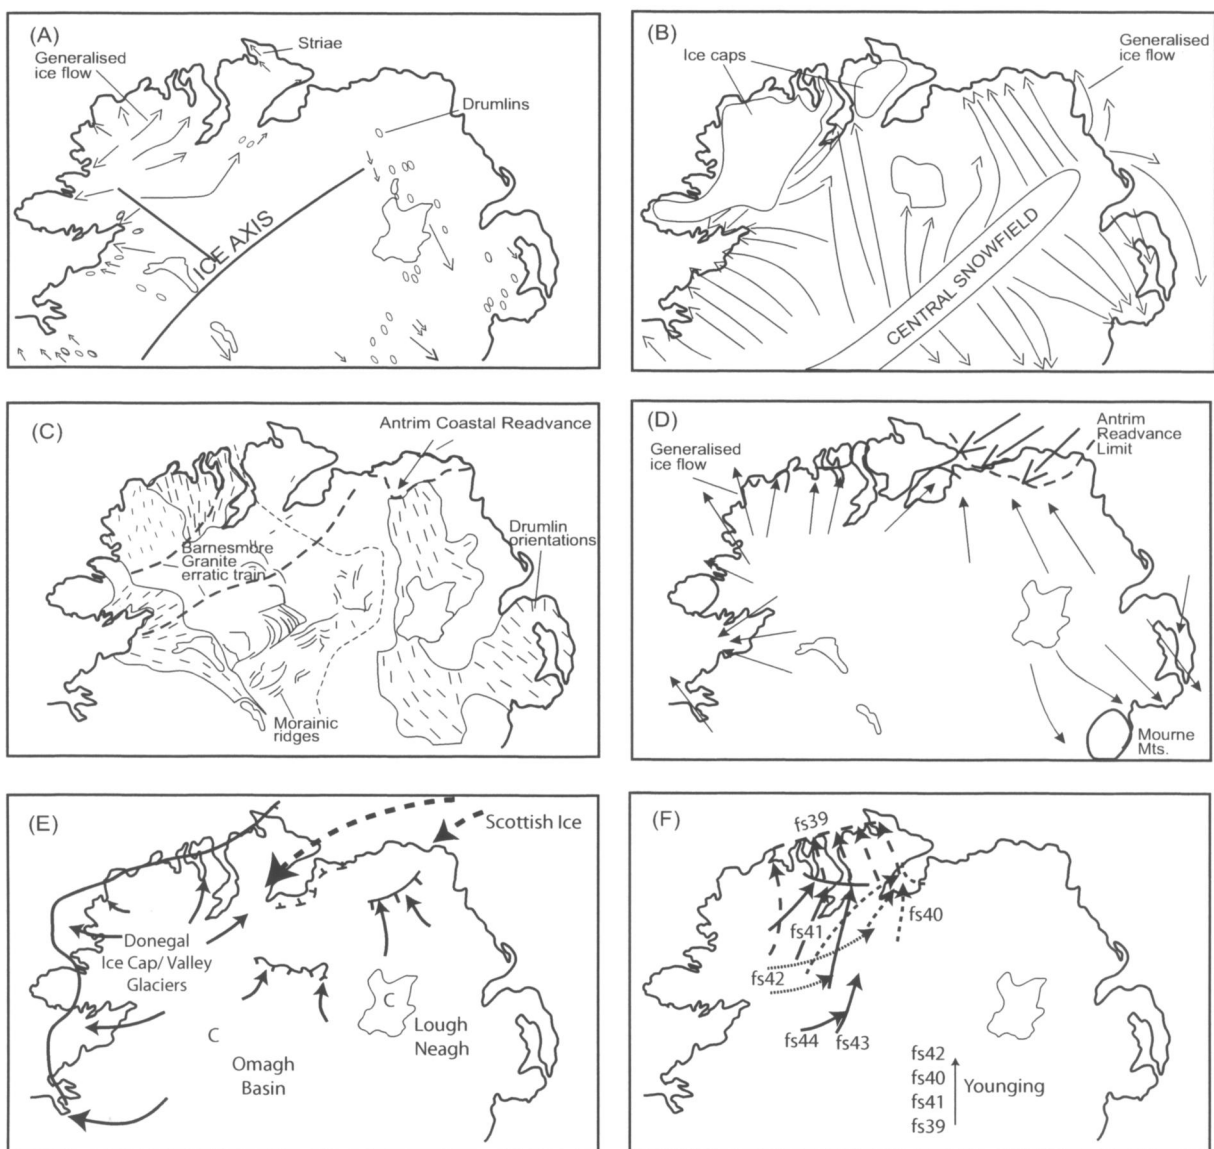 (A)
Striae
Generalised
ice flow
Drumlins
ICE AXIS
(B)
Ice caps
Generalised
ice flow
CENTRAL SNOWFIELD
(C)
Antrim Coastal Readvance
Drumlin
orientations
Barnesmore
Granite
erratic train
Morainic
ridges
(D)
Generalised
ice flow
Antrim
Readvance
Limit
Mourne
Mts.
(E)
Scottish Ice
Donegal
Ice Cap/ Valley
Glaciers
C
C
Lough
Neagh
Omagh
Basin
(F)
fs39
fs40
fs41
fs42
fs44
fs43
fs42
fs40
Younging
fs41
fs39